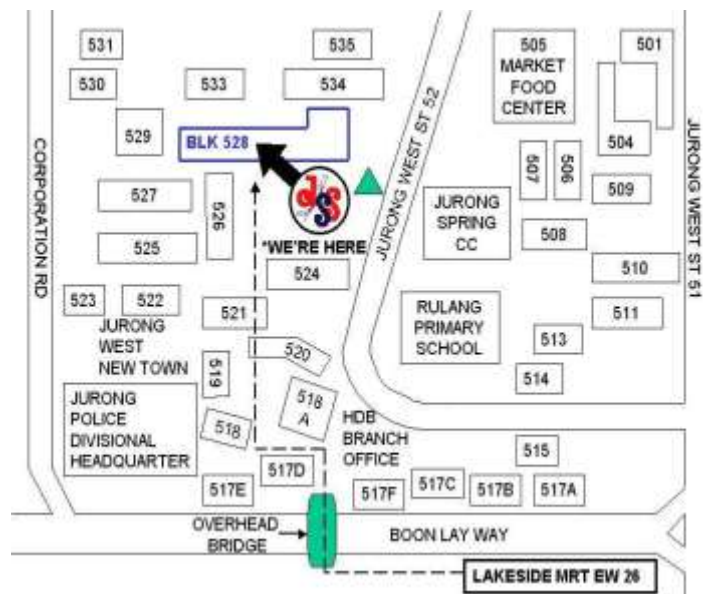 531
535
530
533
534
505
MARKET
FOOD
CENTER
501
504
529
BLK 528
JURONG WEST ST 52
CORPORATION RD
JURONG WEST ST 51
507
506
509
527
526
JSS
*WE'RE HERE
JURONG
SPRING
CC
508
525
524
510
523
522
521
511
JURONG
WEST
NEW TOWN
RULANG
PRIMARY
SCHOOL
513
520
519
514
JURONG
POLICE
DIVISIONAL
HEADQUARTER
518
A
518
HDB
BRANCH
OFFICE
515
517D
517E
517F
517C
517B
517A
OVERHEAD
BRIDGE
BOON LAY WAY
LAKESIDE MRT EW 26